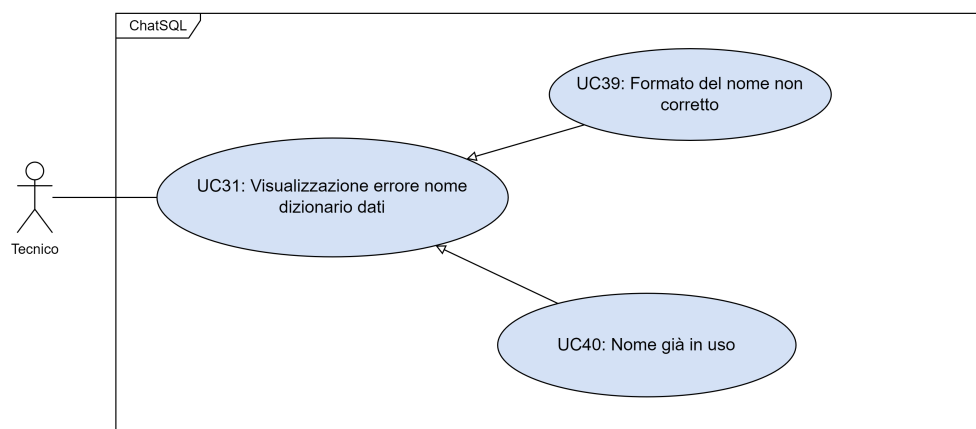 ChatSQL
UC39: Formato del nome non
corretto
UC31: Visualizzazione errore nome
dizionario dati
Tecnico
UC40: Nome già in uso